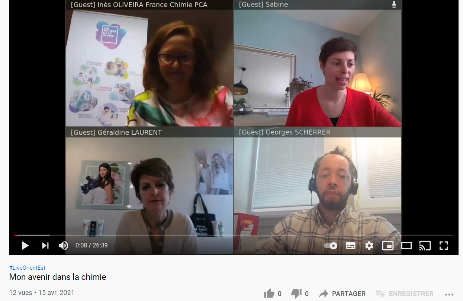 [Guest] Inès OLIVEIRA France Chimie PCA
[Guest] Sabine
[Guest] Géraldine LAURENT
[Guest] Georges SCHERRER
0:00 / 26:39
#LiveOrientEst
Mon avenir dans la chimie
12 vues • 15 avr. 2021
0
0
PARTAGER
ENREGISTRER